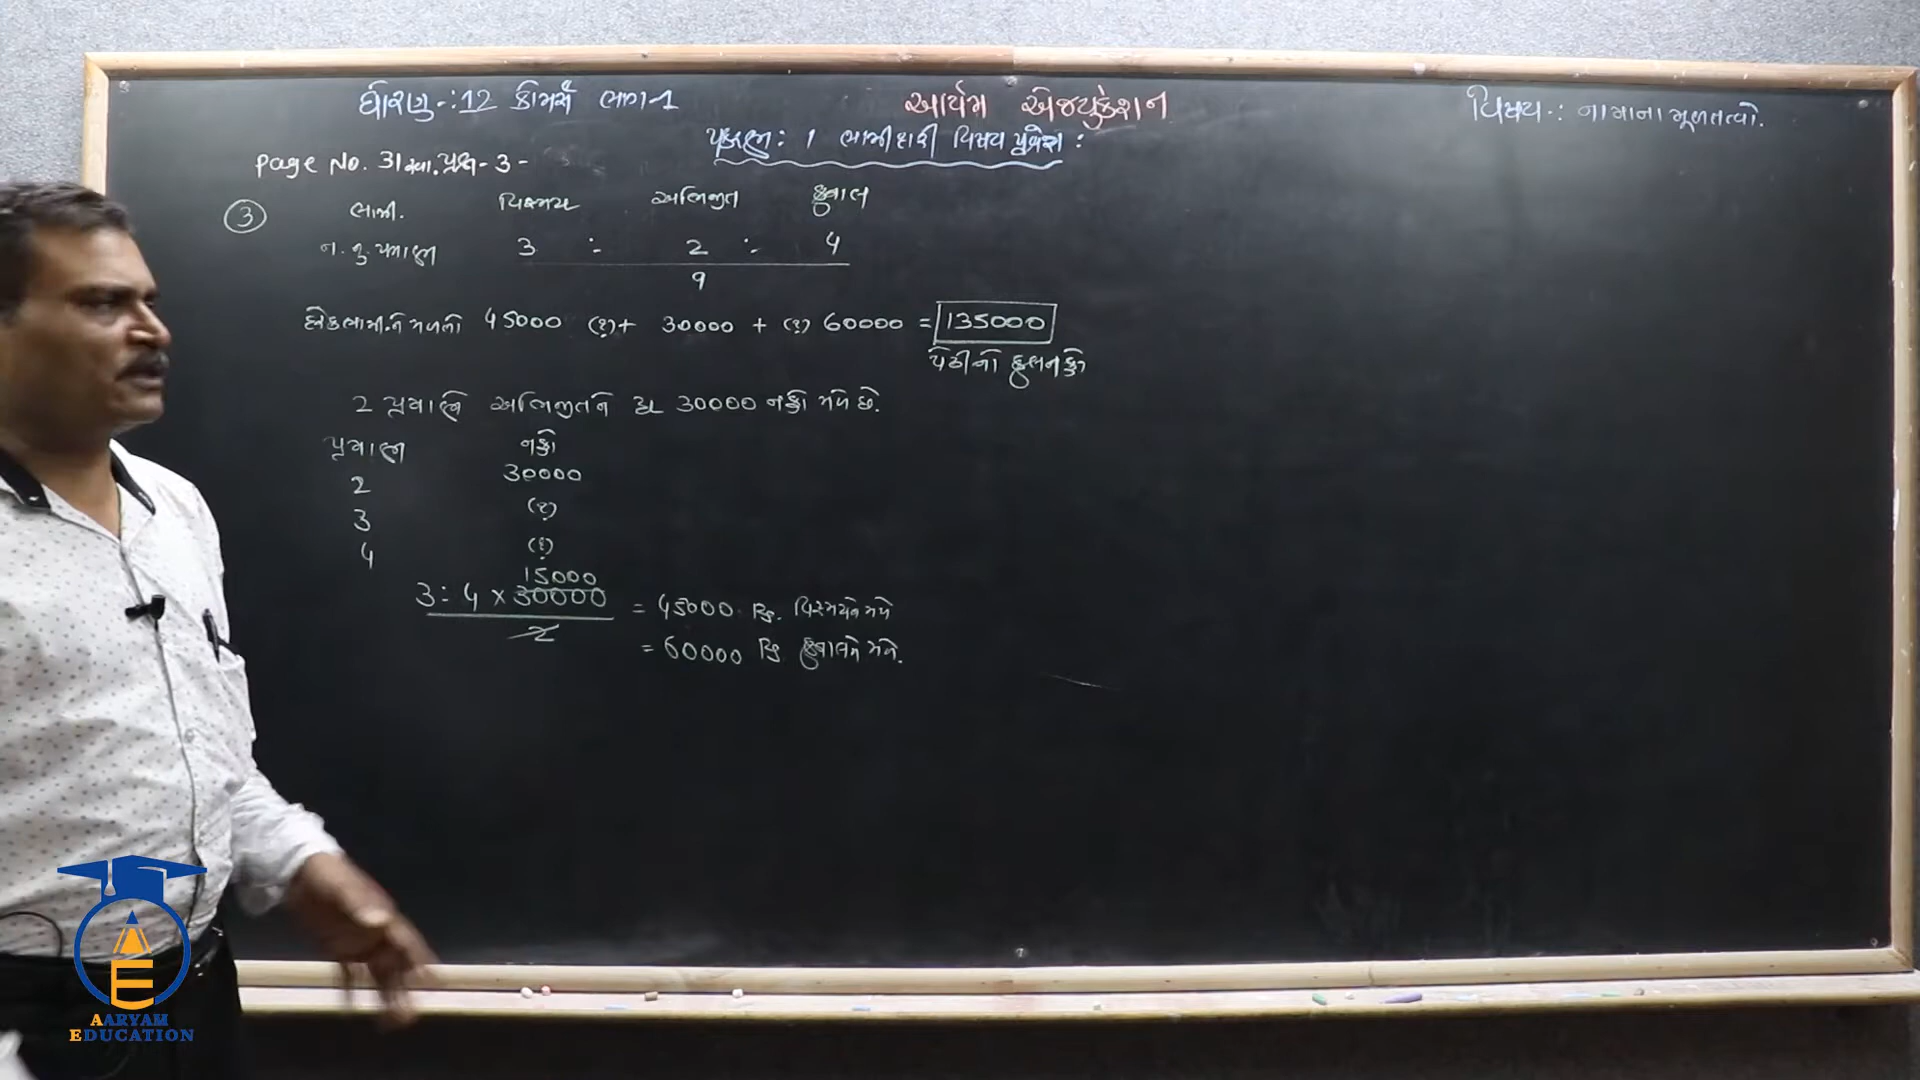 ધોરણ-:12 કોમર્સ ભાગ-1
આર્યમ એજ્યુકેશન
વિષય.: નામાના મૂળતત્વો.
પ્રકરણ: 1 ભાગીદારી વિષય પ્રવેશ:
Page No. 31 સ્વા. પ્રશ્ન-3-
(3) ભાગી. વિસ્મય અભિજીત કુણાલ
ન.નુ.પ્રમાણ 3 : 2 : 4
9
દરેક ભાગી.ને મળતો 45000 (?)+ 30000 + (?) 60000 = 135000
પેઢીનો કુલ નફો
2 પ્રમાણે અભિજીતને રૂા 30000 નફો મળે છે.
પ્રમાણ નફો
2 30000
3 (?)
4 (?)
15000
3: 4 x 30000 = 45000 રૂિ. વિસ્મયને મળે
2
= 60000 રૂિ કુણાલને મળે.
AARYAM
EDUCATION